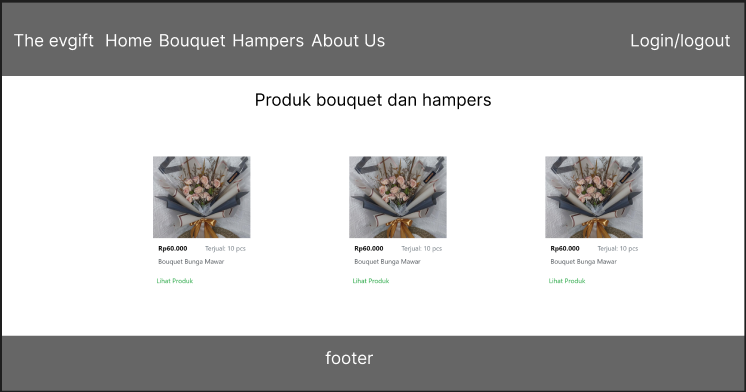 The evgift Home Bouquet Hampers About Us Login/logout
Produk bouquet dan hampers
Rp60.000 Terjual: 10 pcs
Bouquet Bunga Mawar
Lihat Produk
Rp60.000 Terjual: 10 pcs
Bouquet Bunga Mawar
Lihat Produk
Rp60.000 Terjual: 10 pcs
Bouquet Bunga Mawar
Lihat Produk
footer